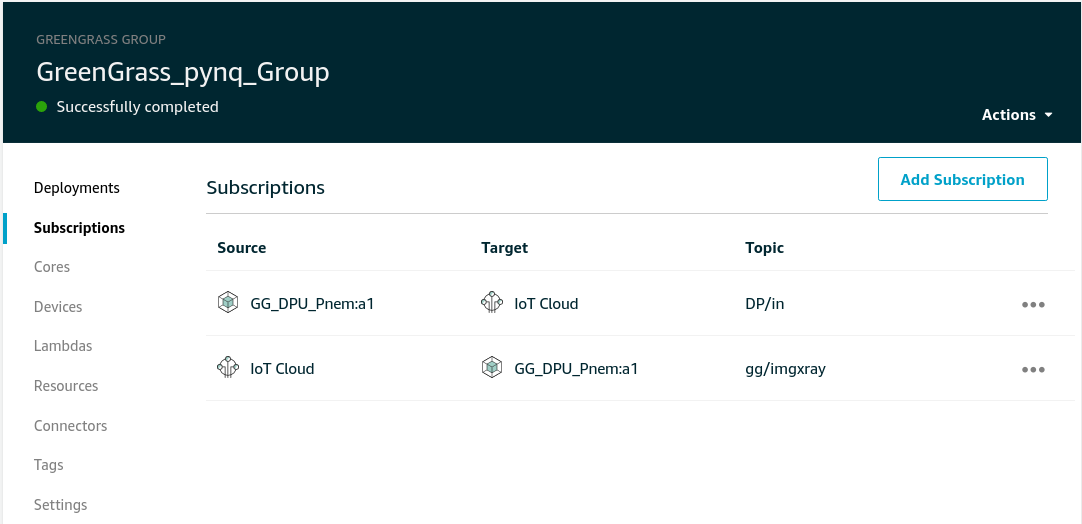 GREENGRASS GROUP
GreenGrass_pynq_Group
Successfully completed
Actions
Deployments
Subscriptions
Cores
Devices
Lambdas
Resources
Connectors
Tags
Settings
Subscriptions
Add Subscription
Source Target Topic
GG_DPU_Pnem:a1 IoT Cloud DP/in
IoT Cloud GG_DPU_Pnem:a1 gg/imgxray